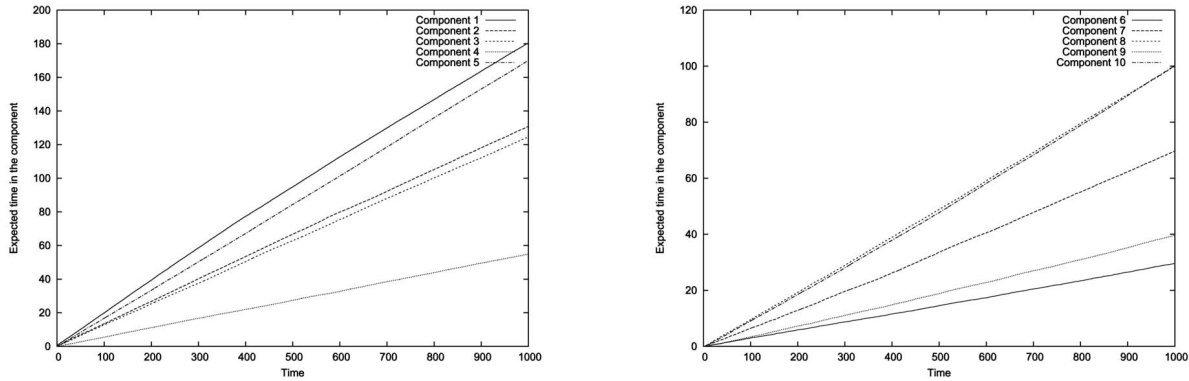 200
180
160
140
120
100
80
60
40
20
0
Expected time in the component
Component 1
Component 2
Component 3
Component 4
Component 5
0 100 200 300 400 500 600 700 800 900 1000
Time
120
100
80
60
40
20
0
Expected time in the component
Component 6
Component 7
Component 8
Component 9
Component 10
0 100 200 300 400 500 600 700 800 900 1000
Time